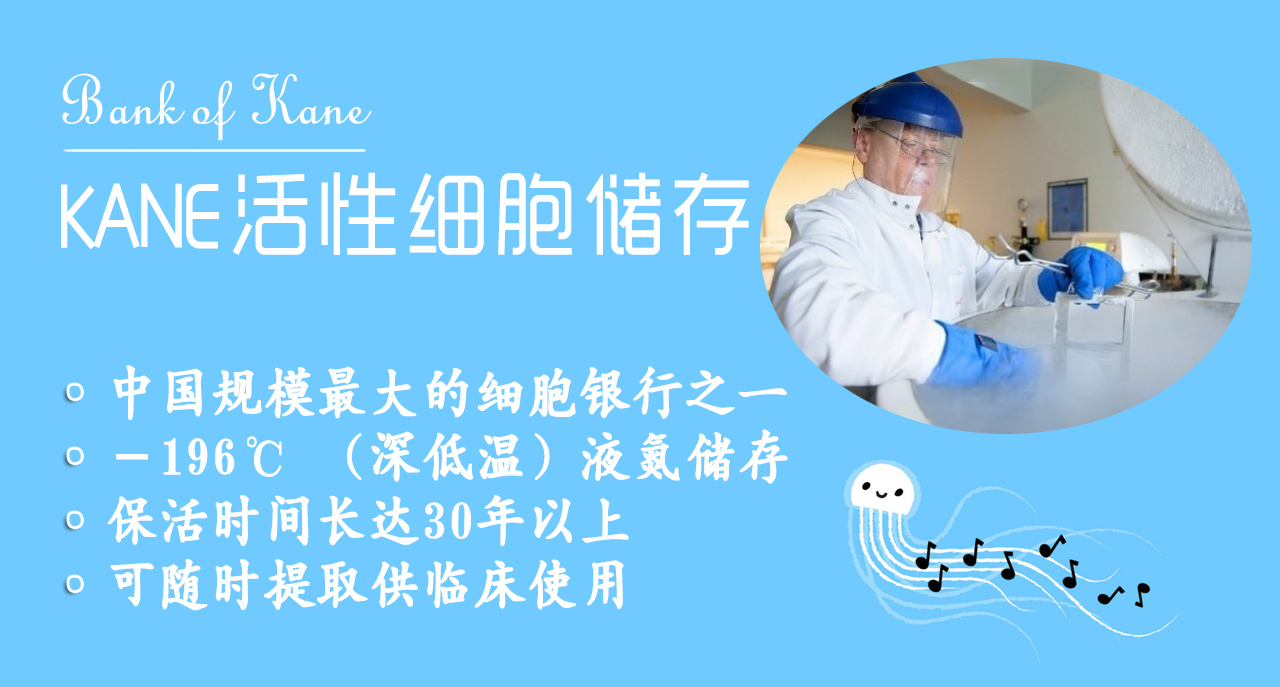 Bank of Kane
KANE活性细胞储存
中国规模最大的细胞银行之一
－196℃ （深低温）液氮储存
保活时间长达30年以上
可随时提取供临床使用